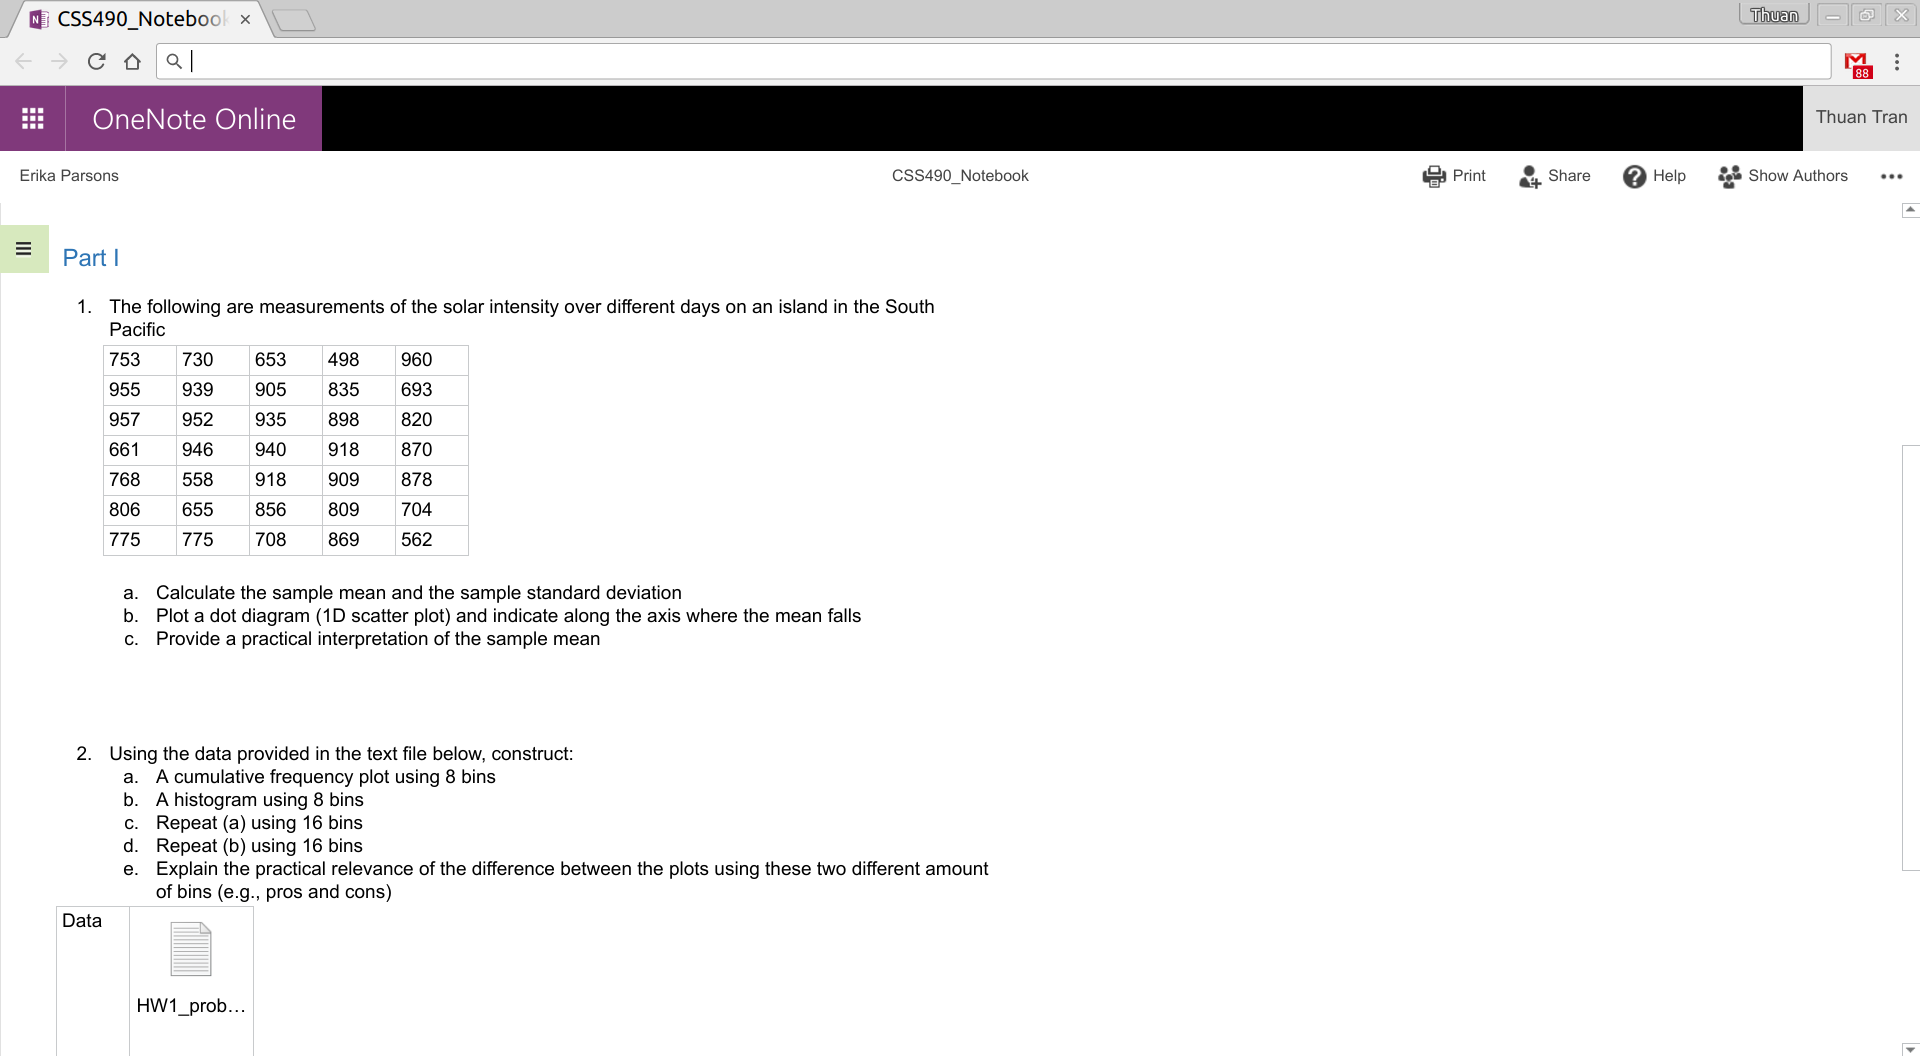 CSS490_Notebook
Thuan
88
OneNote Online
Thuan Tran
Erika Parsons
CSS490_Notebook
Print
Share
Help
Show Authors
Part I
1. The following are measurements of the solar intensity over different days on an island in the South
Pacific
753 730 653 498 960
955 939 905 835 693
957 952 935 898 820
661 946 940 918 870
768 558 918 909 878
806 655 856 809 704
775 775 708 869 562
a. Calculate the sample mean and the sample standard deviation
b. Plot a dot diagram (1D scatter plot) and indicate along the axis where the mean falls
c. Provide a practical interpretation of the sample mean
2. Using the data provided in the text file below, construct:
a. A cumulative frequency plot using 8 bins
b. A histogram using 8 bins
c. Repeat (a) using 16 bins
d. Repeat (b) using 16 bins
e. Explain the practical relevance of the difference between the plots using these two different amount
of bins (e.g., pros and cons)
Data
HW1_prob...